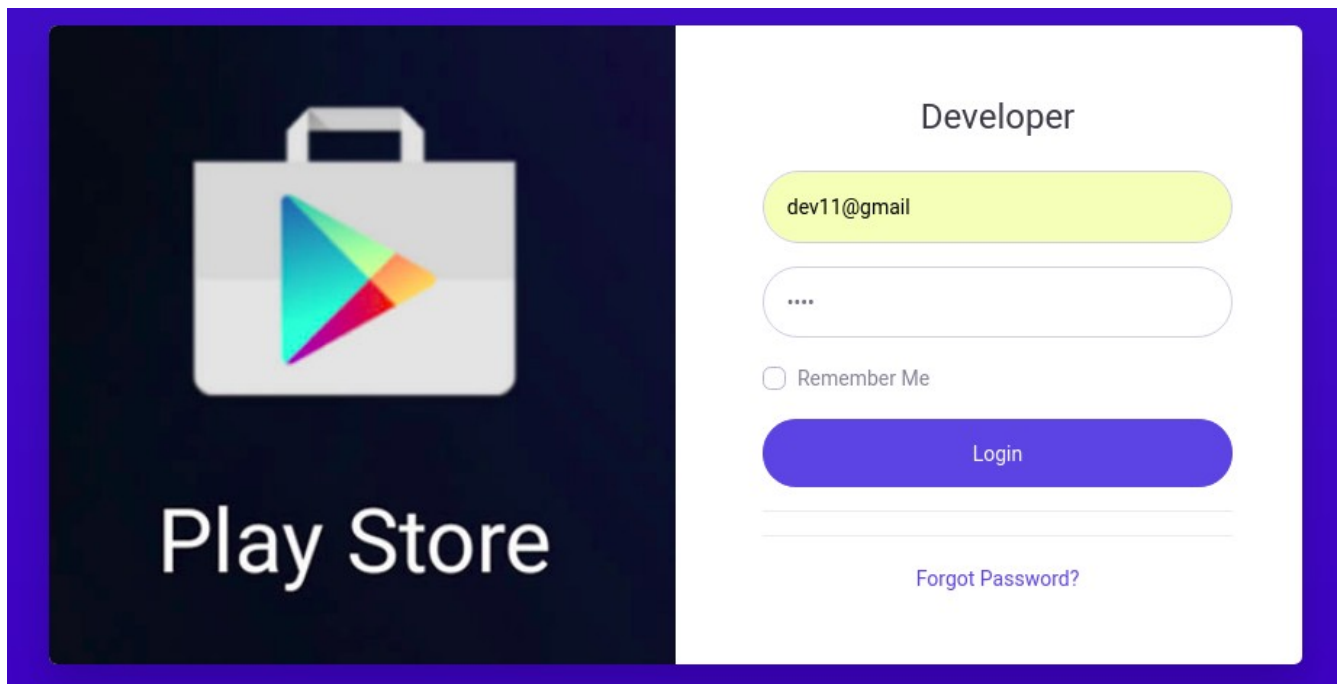 Play Store
Developer
dev11@gmail
••••
Remember Me
Login
Forgot Password?